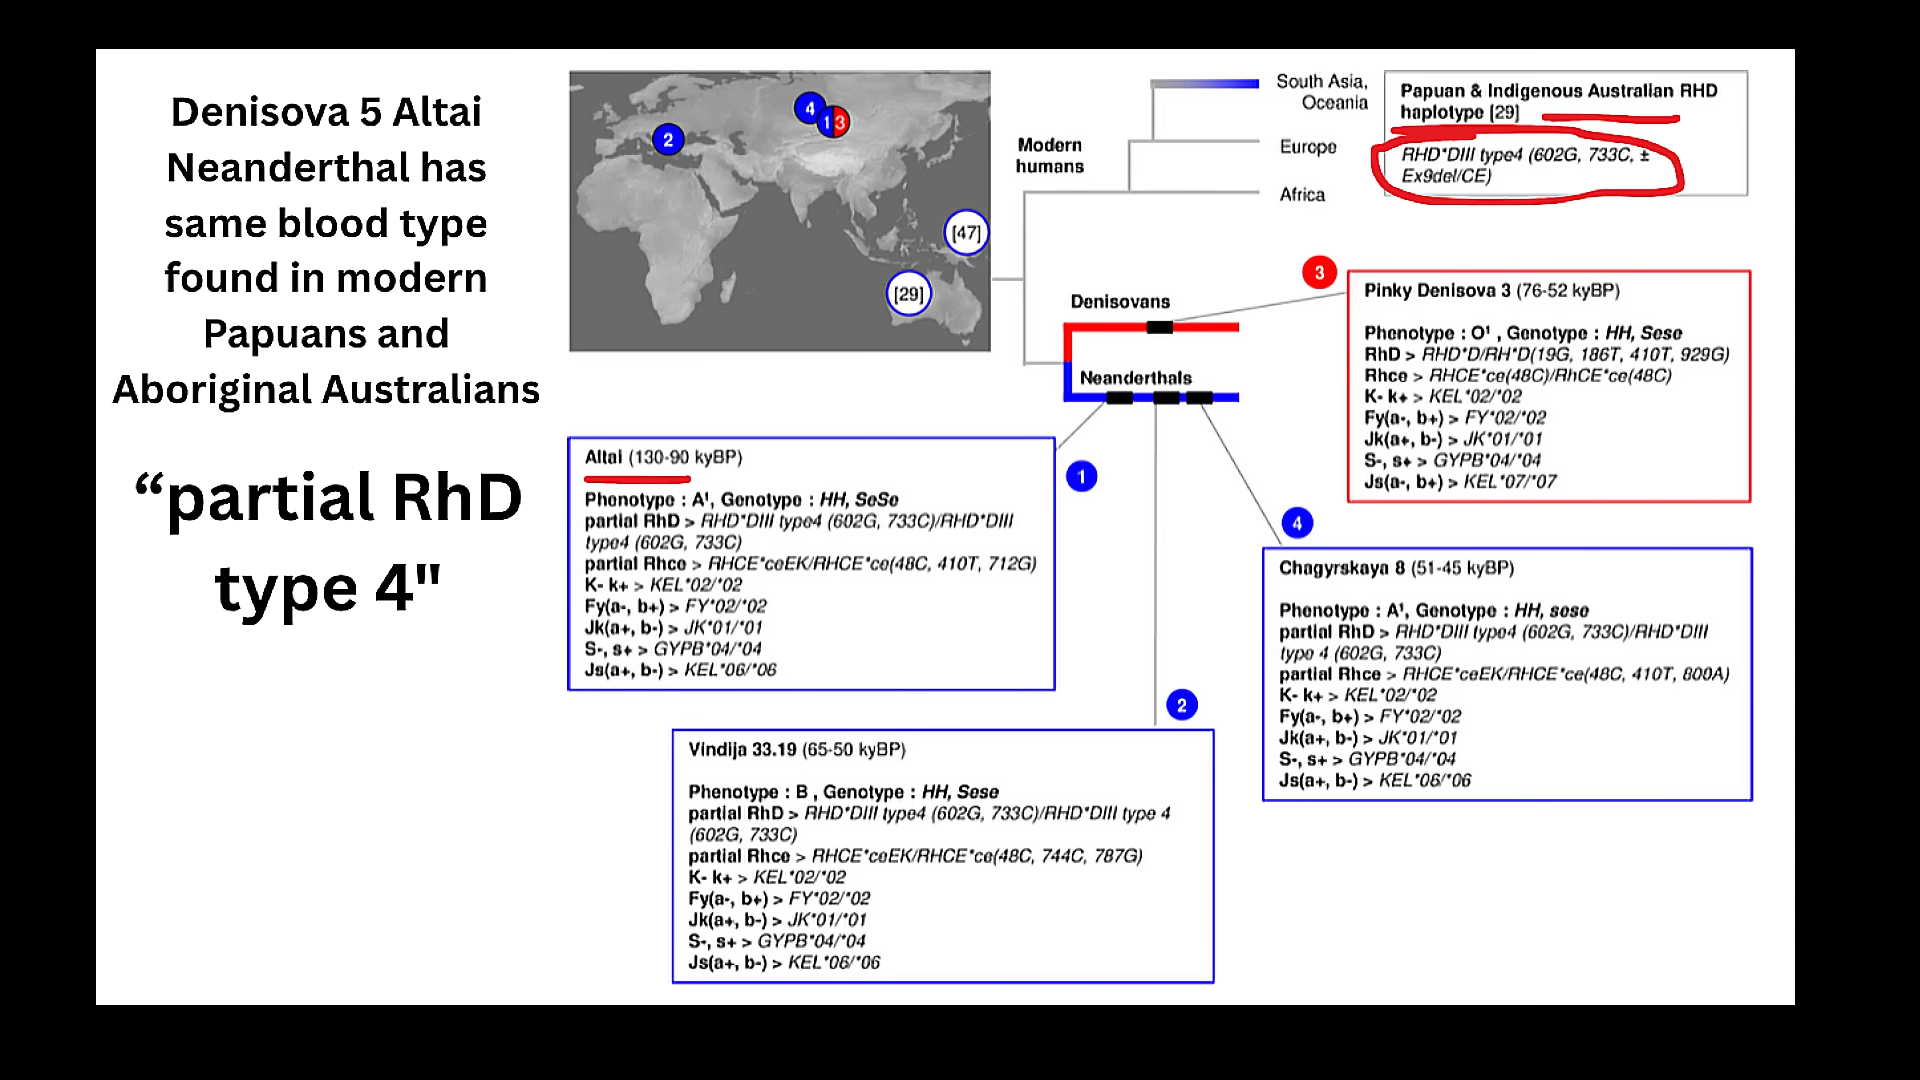 Denisova 5 Altai
Neanderthal has
same blood type
found in modern
Papuans and
Aboriginal Australians
“partial RhD
type 4"
4
1
3
2
[47]
[29]
Modern
humans
South Asia,
Oceania
Europe
Africa
Papuan & Indigenous Australian RHD
haplotype [29]
RHD*DIII type4 (602G, 733C, ±
Ex9del/CE)
Denisovans
Neanderthals
3
Pinky Denisova 3 (76-52 kyBP)
Phenotype : O¹ , Genotype : HH, Sese
RhD > RHD*D/RH*D(19G, 186T, 410T, 929G)
Rhce > RHCE*ce(48C)/RhCE*ce(48C)
K- k+ > KEL*02/*02
Fy(a-, b+) > FY*02/*02
Jk(a+, b-) > JK*01/*01
S-, s+ > GYPB*04/*04
Js(a-, b+) > KEL*07/*07
1
Altai (130-90 kyBP)
Phenotype : A¹, Genotype : HH, SeSe
partial RhD > RHD*DIII type4 (602G, 733C)/RHD*DIII
type4 (602G, 733C)
partial Rhce > RHCE*ceEK/RHCE*ce(48C, 410T, 712G)
K- k+ > KEL*02/*02
Fy(a-, b+) > FY*02/*02
Jk(a+, b-) > JK*01/*01
S-, s+ > GYPB*04/*04
Js(a+, b-) > KEL*06/*06
4
Chagyrskaya 8 (51-45 kyBP)
Phenotype : A¹, Genotype : HH, sese
partial RhD > RHD*DIII type4 (602G, 733C)/RHD*DIII
type 4 (602G, 733C)
partial Rhce > RHCE*ceEK/RHCE*ce(48C, 410T, 800A)
K- k+ > KEL*02/*02
Fy(a-, b+) > FY*02/*02
Jk(a+, b-) > JK*01/*01
S-, s+ > GYPB*04/*04
Js(a+, b-) > KEL*06/*06
2
Vindija 33.19 (65-50 kyBP)
Phenotype : B , Genotype : HH, Sese
partial RhD > RHD*DIII type4 (602G, 733C)/RHD*DIII type 4
(602G, 733C)
partial Rhce > RHCE*ceEK/RHCE*ce(48C, 744C, 787G)
K- k+ > KEL*02/*02
Fy(a-, b+) > FY*02/*02
Jk(a+, b-) > JK*01/*01
S-, s+ > GYPB*04/*04
Js(a+, b-) > KEL*06/*06